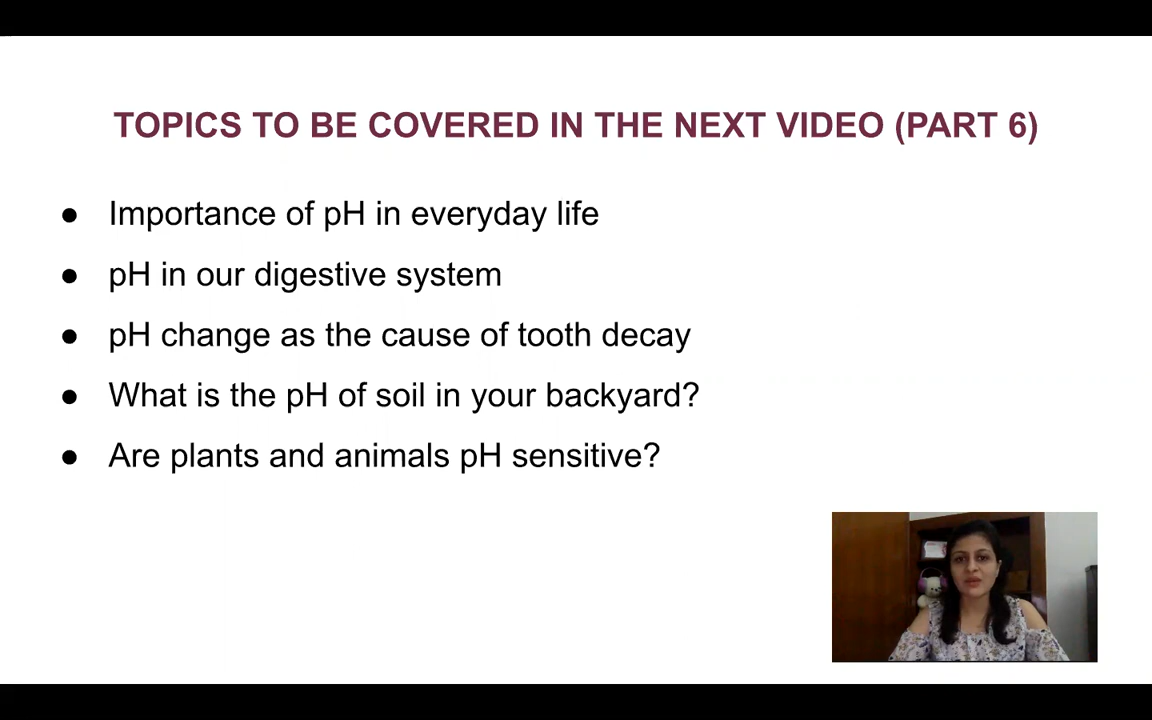 TOPICS TO BE COVERED IN THE NEXT VIDEO (PART 6)
● Importance of pH in everyday life
● pH in our digestive system
● pH change as the cause of tooth decay
● What is the pH of soil in your backyard?
● Are plants and animals pH sensitive?